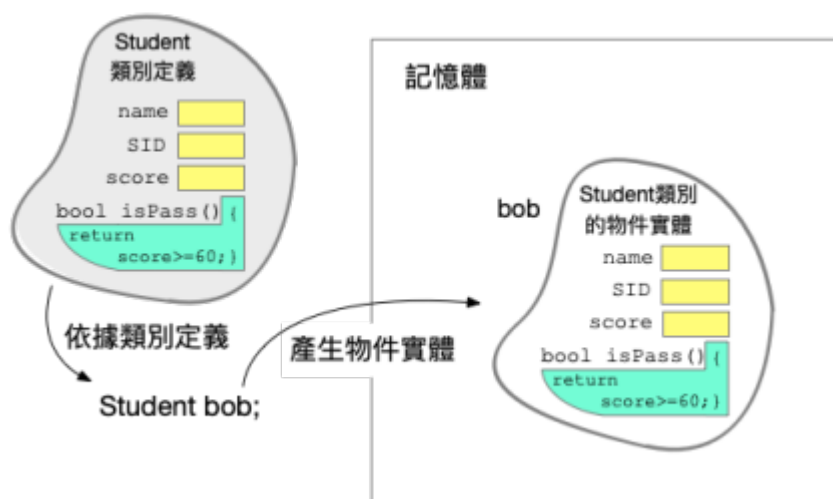 Student
類別定義
name
SID
score
bool isPass() {
return
score>=60;}
依據類別定義
Student bob;
產生物件實體
記憶體
bob
Student類別
的物件實體
name
SID
score
bool isPass() {
return
score>=60;}